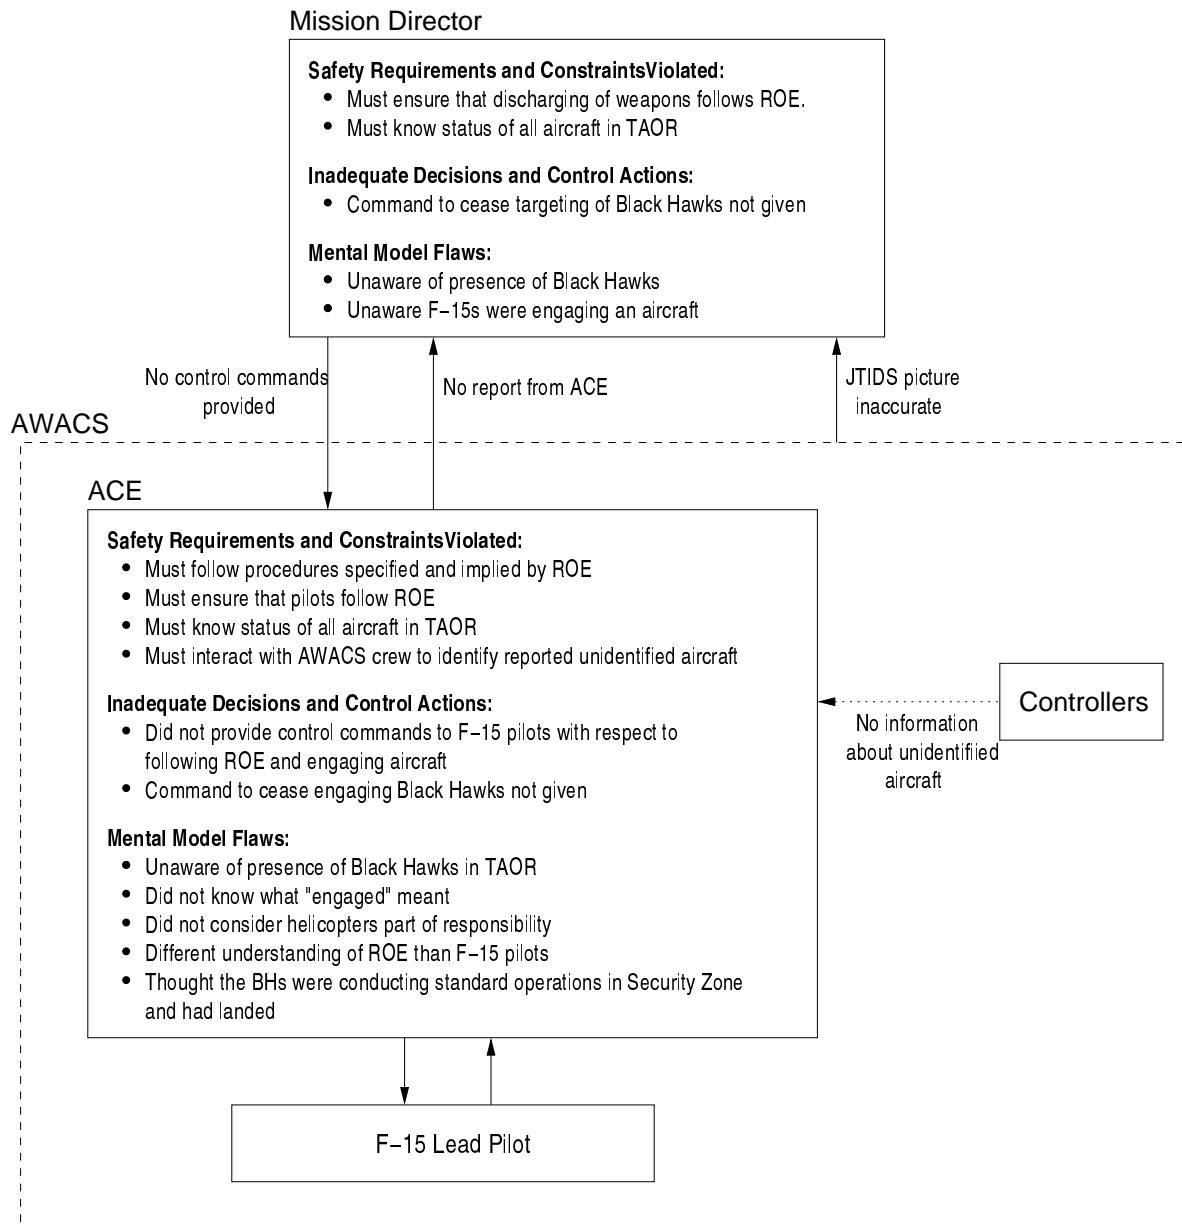 Mission Director
Safety Requirements and ConstraintsViolated:
• Must ensure that discharging of weapons follows ROE.
• Must know status of all aircraft in TAOR
Inadequate Decisions and Control Actions:
• Command to cease targeting of Black Hawks not given
Mental Model Flaws:
• Unaware of presence of Black Hawks
• Unaware F−15s were engaging an aircraft
No control commands
provided
No report from ACE
JTIDS picture
inaccurate
AWACS
ACE
Safety Requirements and ConstraintsViolated:
• Must follow procedures specified and implied by ROE
• Must ensure that pilots follow ROE
• Must know status of all aircraft in TAOR
• Must interact with AWACS crew to identify reported unidentified aircraft
Inadequate Decisions and Control Actions:
• Did not provide control commands to F−15 pilots with respect to
following ROE and engaging aircraft
• Command to cease engaging Black Hawks not given
Mental Model Flaws:
• Unaware of presence of Black Hawks in TAOR
• Did not know what "engaged" meant
• Did not consider helicopters part of responsibility
• Different understanding of ROE than F−15 pilots
• Thought the BHs were conducting standard operations in Security Zone
and had landed
Controllers
No information
about unidentifiied
aircraft
F−15 Lead Pilot